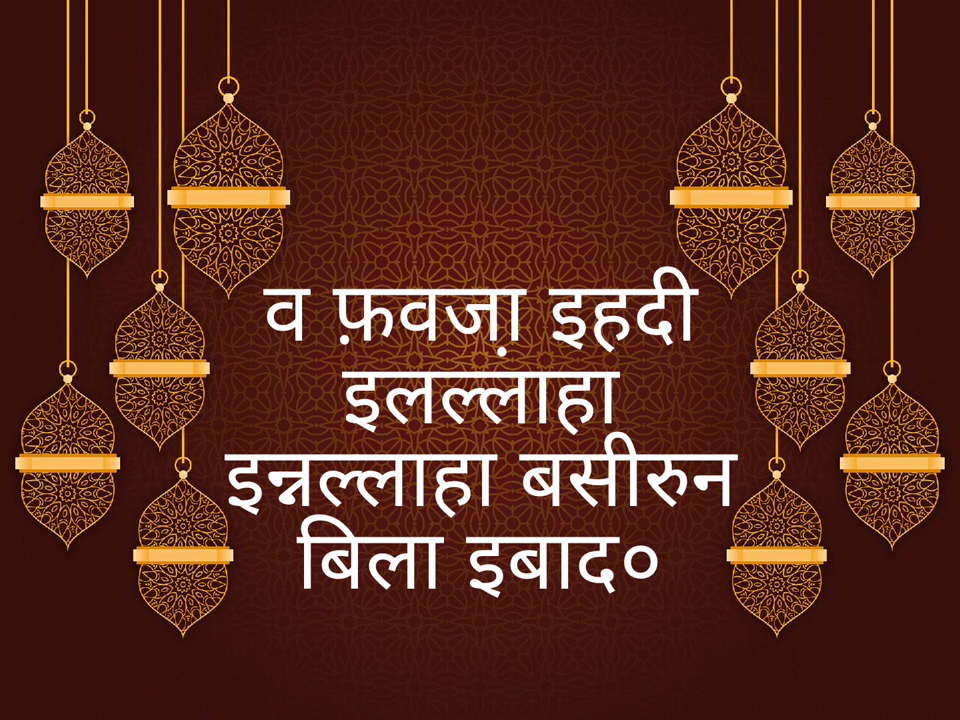 व फ़वजा़ इहदी
इलल्लाहा
इन्नल्लाहा बसीरुन
बिला इबाद०